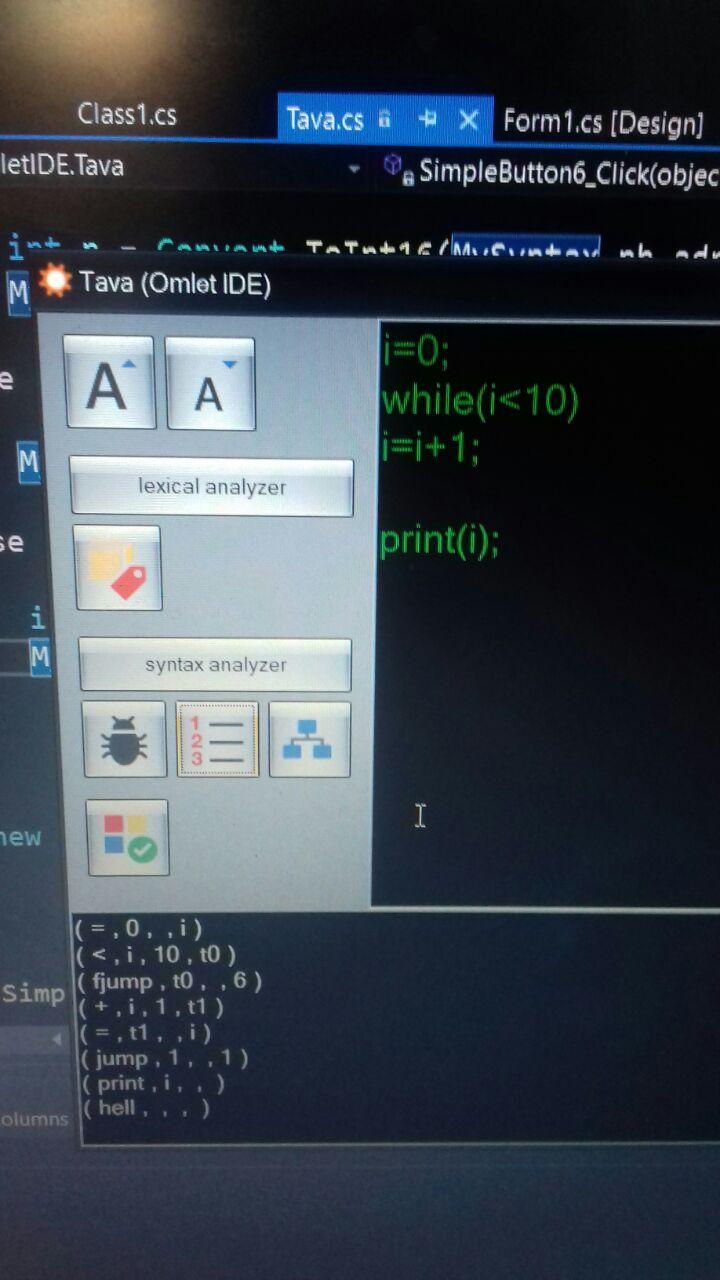 Class1.cs
Tava.cs
Form1.cs [Design]
letIDE.Tava
SimpleButton6_Click(objec
int n = Convert.ToInt16(MySyntax
M
Tava (Omlet IDE)
A A
i=0;
while(i<10)
i=i+1;
print(i);
e
M
lexical analyzer
se
i
M
syntax analyzer
1
2
3
new
Simp
olumns
( = , 0 , , i )
( < , i , 10 , t0 )
( fjump , t0 , , 6 )
( + , i , 1 , t1 )
( = , t1 , , i )
( jump , 1 , , 1 )
( print , i , , )
( hell , , , )